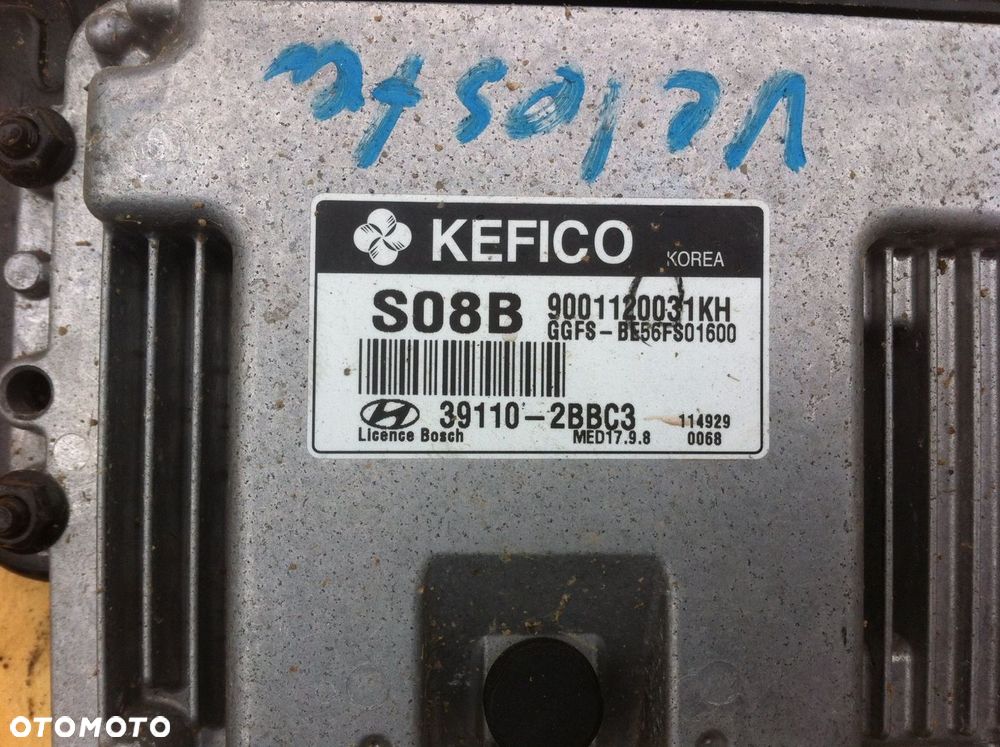 Veloster
KEFICO
KOREA
S08B 9001120031KH
GGFS-BE56FS01600
39110-2BBC3 114929
Licence Bosch MED17.9.8 0068
OTOMOTO